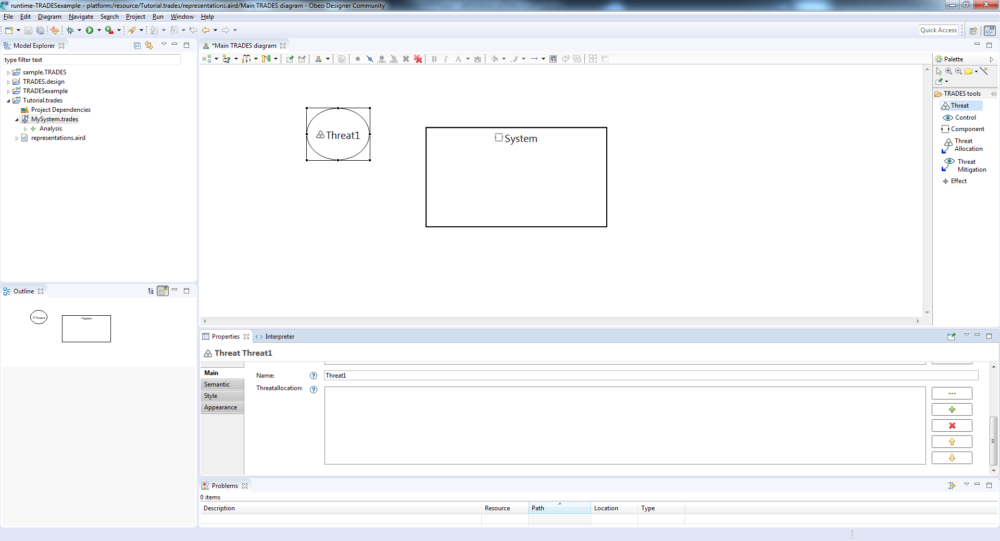 runtime-TRADESexample - platform:/resource/Tutorial.trades/representations.aird/Main TRADES diagram - Obeo Designer Community
File Edit Diagram Navigate Search Project Run Window Help
Quick Access
Model Explorer
type filter text
sample.TRADES
TRADES.design
TRADESexample
Tutorial.trades
Project Dependencies
MySystem.trades
Analysis
representations.aird
*Main TRADES diagram
LABEL LABEL B I A
Threat1
System
Palette
TRADES tools
Threat
Control
Component
Threat
Allocation
Threat
Mitigation
Effect
Outline
Threat1
System
Properties Interpreter
Threat Threat1
Main
Semantic
Style
Appearance
Name: Threat1
Threatallocation:
Problems
0 items
Description Resource Path Location Type